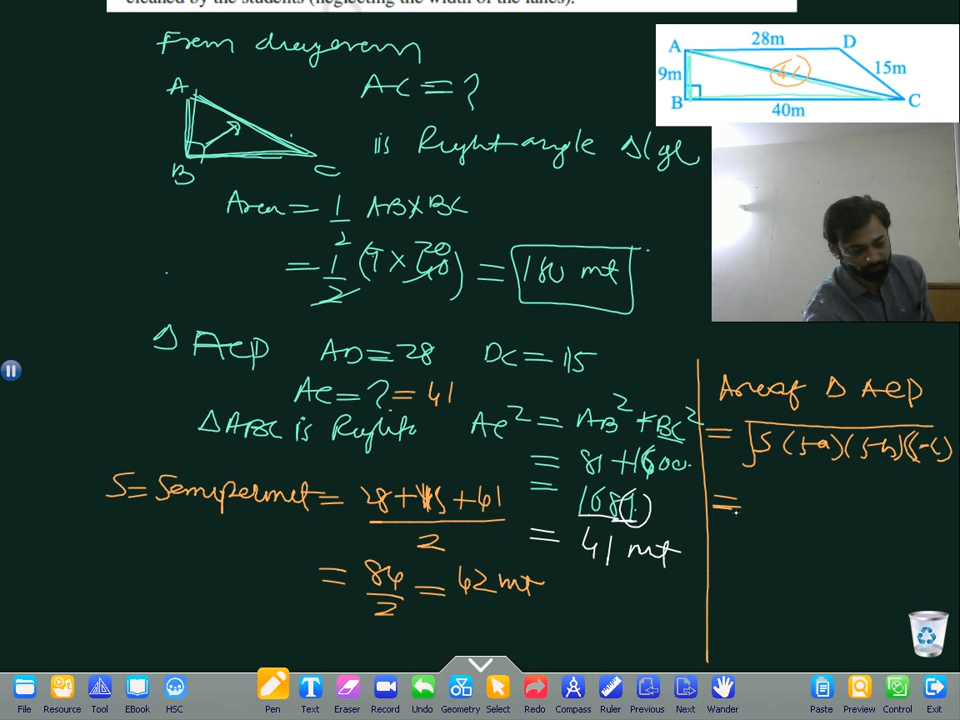 cleaned by the students (neglecting the width of the lanes).
From diagram
AC = ?
A
B
C
is Right angle Δlgl
Area = 1/2 AB × BC
= 1/2 (9 × 40) 20 = 180 mt
Δ ACD AD = 28 DC = 15
AC = ? = 41
ΔABC is Right AC² = AB² + BC²
= 81 + 1600
= 1681
= 41 mt
S = Semipermet = 28 + 15 + 41 / 2
= 84 / 2 = 42 mt
Area of Δ ACD
= √S (s-a) (s-b) (s-c)
=
A 28m D
9m 41 15m
B 40m C
File Resource Tool EBook HSC Pen Text Eraser Record Undo Geometry Select Redo Compass Ruler Previous Next Wander Paste Preview Control Exit